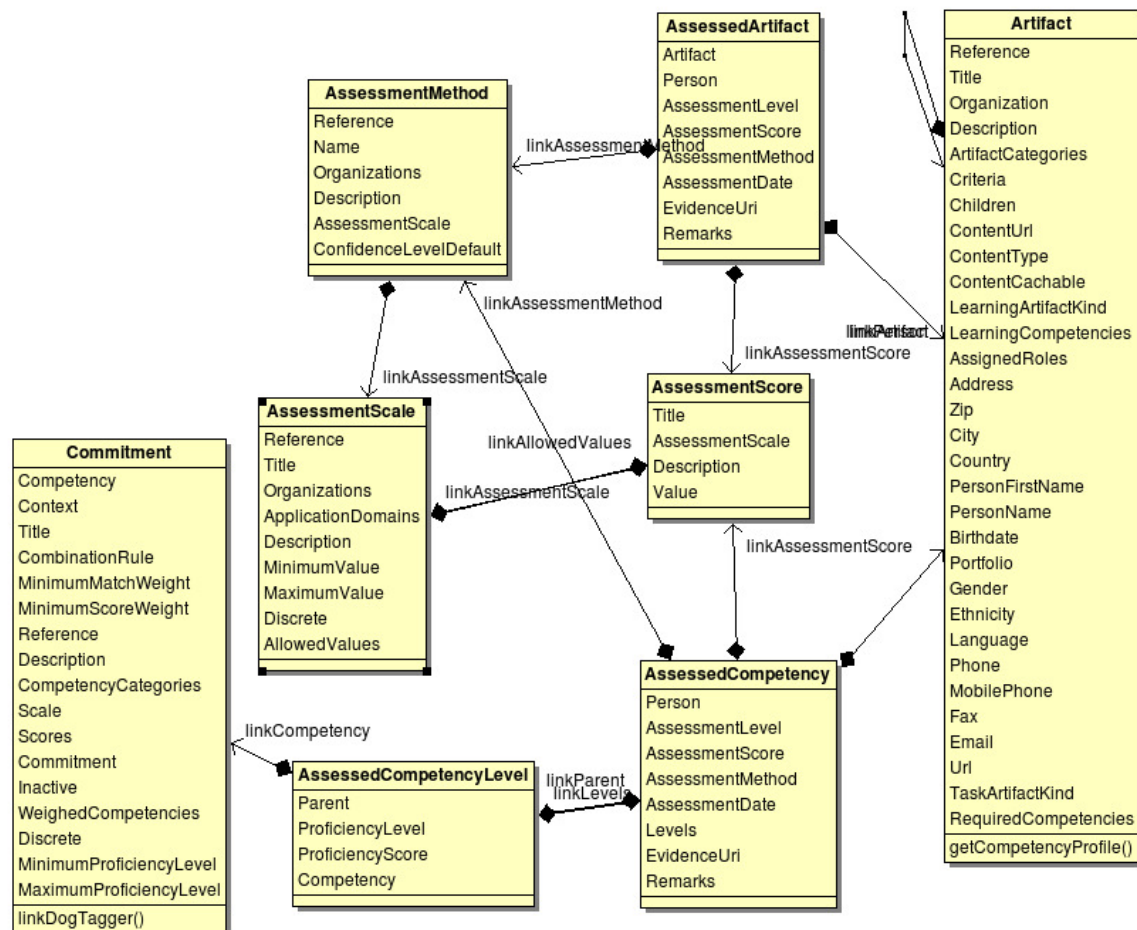 AssessedArtifact
Artifact
Person
AssessmentLevel
AssessmentScore
AssessmentMethod
AssessmentDate
EvidenceUri
Remarks
Artifact
Reference
Title
Organization
Description
ArtifactCategories
Criteria
Children
ContentUrl
ContentType
ContentCachable
LearningArtifactKind
LearningCompetencies
AssignedRoles
Address
Zip
City
Country
PersonFirstName
PersonName
Birthdate
Portfolio
Gender
Ethnicity
Language
Phone
MobilePhone
Fax
Email
Url
TaskArtifactKind
RequiredCompetencies
getCompetencyProfile()
AssessmentMethod
Reference
Name
Organizations
Description
AssessmentScale
ConfidenceLevelDefault
linkAssessmentMethod
linkAssessmentMethod
linkAssessmentScore
linkAssessmentScale
AssessmentScale
Reference
Title
Organizations
ApplicationDomains
Description
MinimumValue
MaximumValue
Discrete
AllowedValues
AssessmentScore
Title
AssessmentScale
Description
Value
linkAllowedValues
linkAssessmentScale
linkAssessmentScore
Commitment
Competency
Context
Title
CombinationRule
MinimumMatchWeight
MinimumScoreWeight
Reference
Description
CompetencyCategories
Scale
Scores
Commitment
Inactive
WeighedCompetencies
Discrete
MinimumProficiencyLevel
MaximumProficiencyLevel
linkDogTagger()
linkCompetency
AssessedCompetencyLevel
Parent
ProficiencyLevel
ProficiencyScore
Competency
linkParent
linkLevels
AssessedCompetency
Person
AssessmentLevel
AssessmentScore
AssessmentMethod
AssessmentDate
Levels
EvidenceUri
Remarks